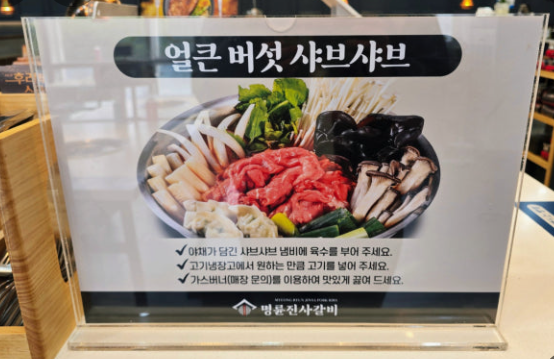 얼큰 버섯 샤브샤브
✓야채가 담긴 샤브샤브 냄비에 육수를 부어 주세요.
✓고기냉장고에서 원하는 만큼 고기를 넣어 주세요.
✓가스버너(매장 문의)를 이용하여 맛있게 끓여 드세요.
명륜진사갈비